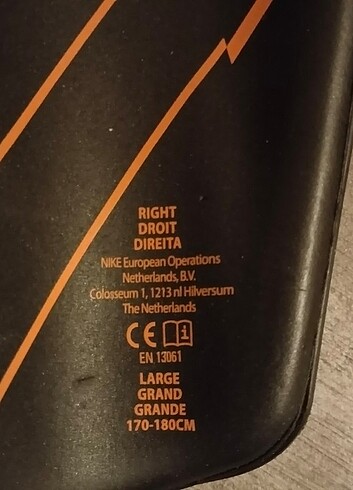 RIGHT
DROIT
DIREITA
NIKE European Operations
Netherlands, B.V.
Colosseum 1, 1213 nl Hilversum
The Netherlands
CE i
EN 13061
LARGE
GRAND
GRANDE
170-180CM